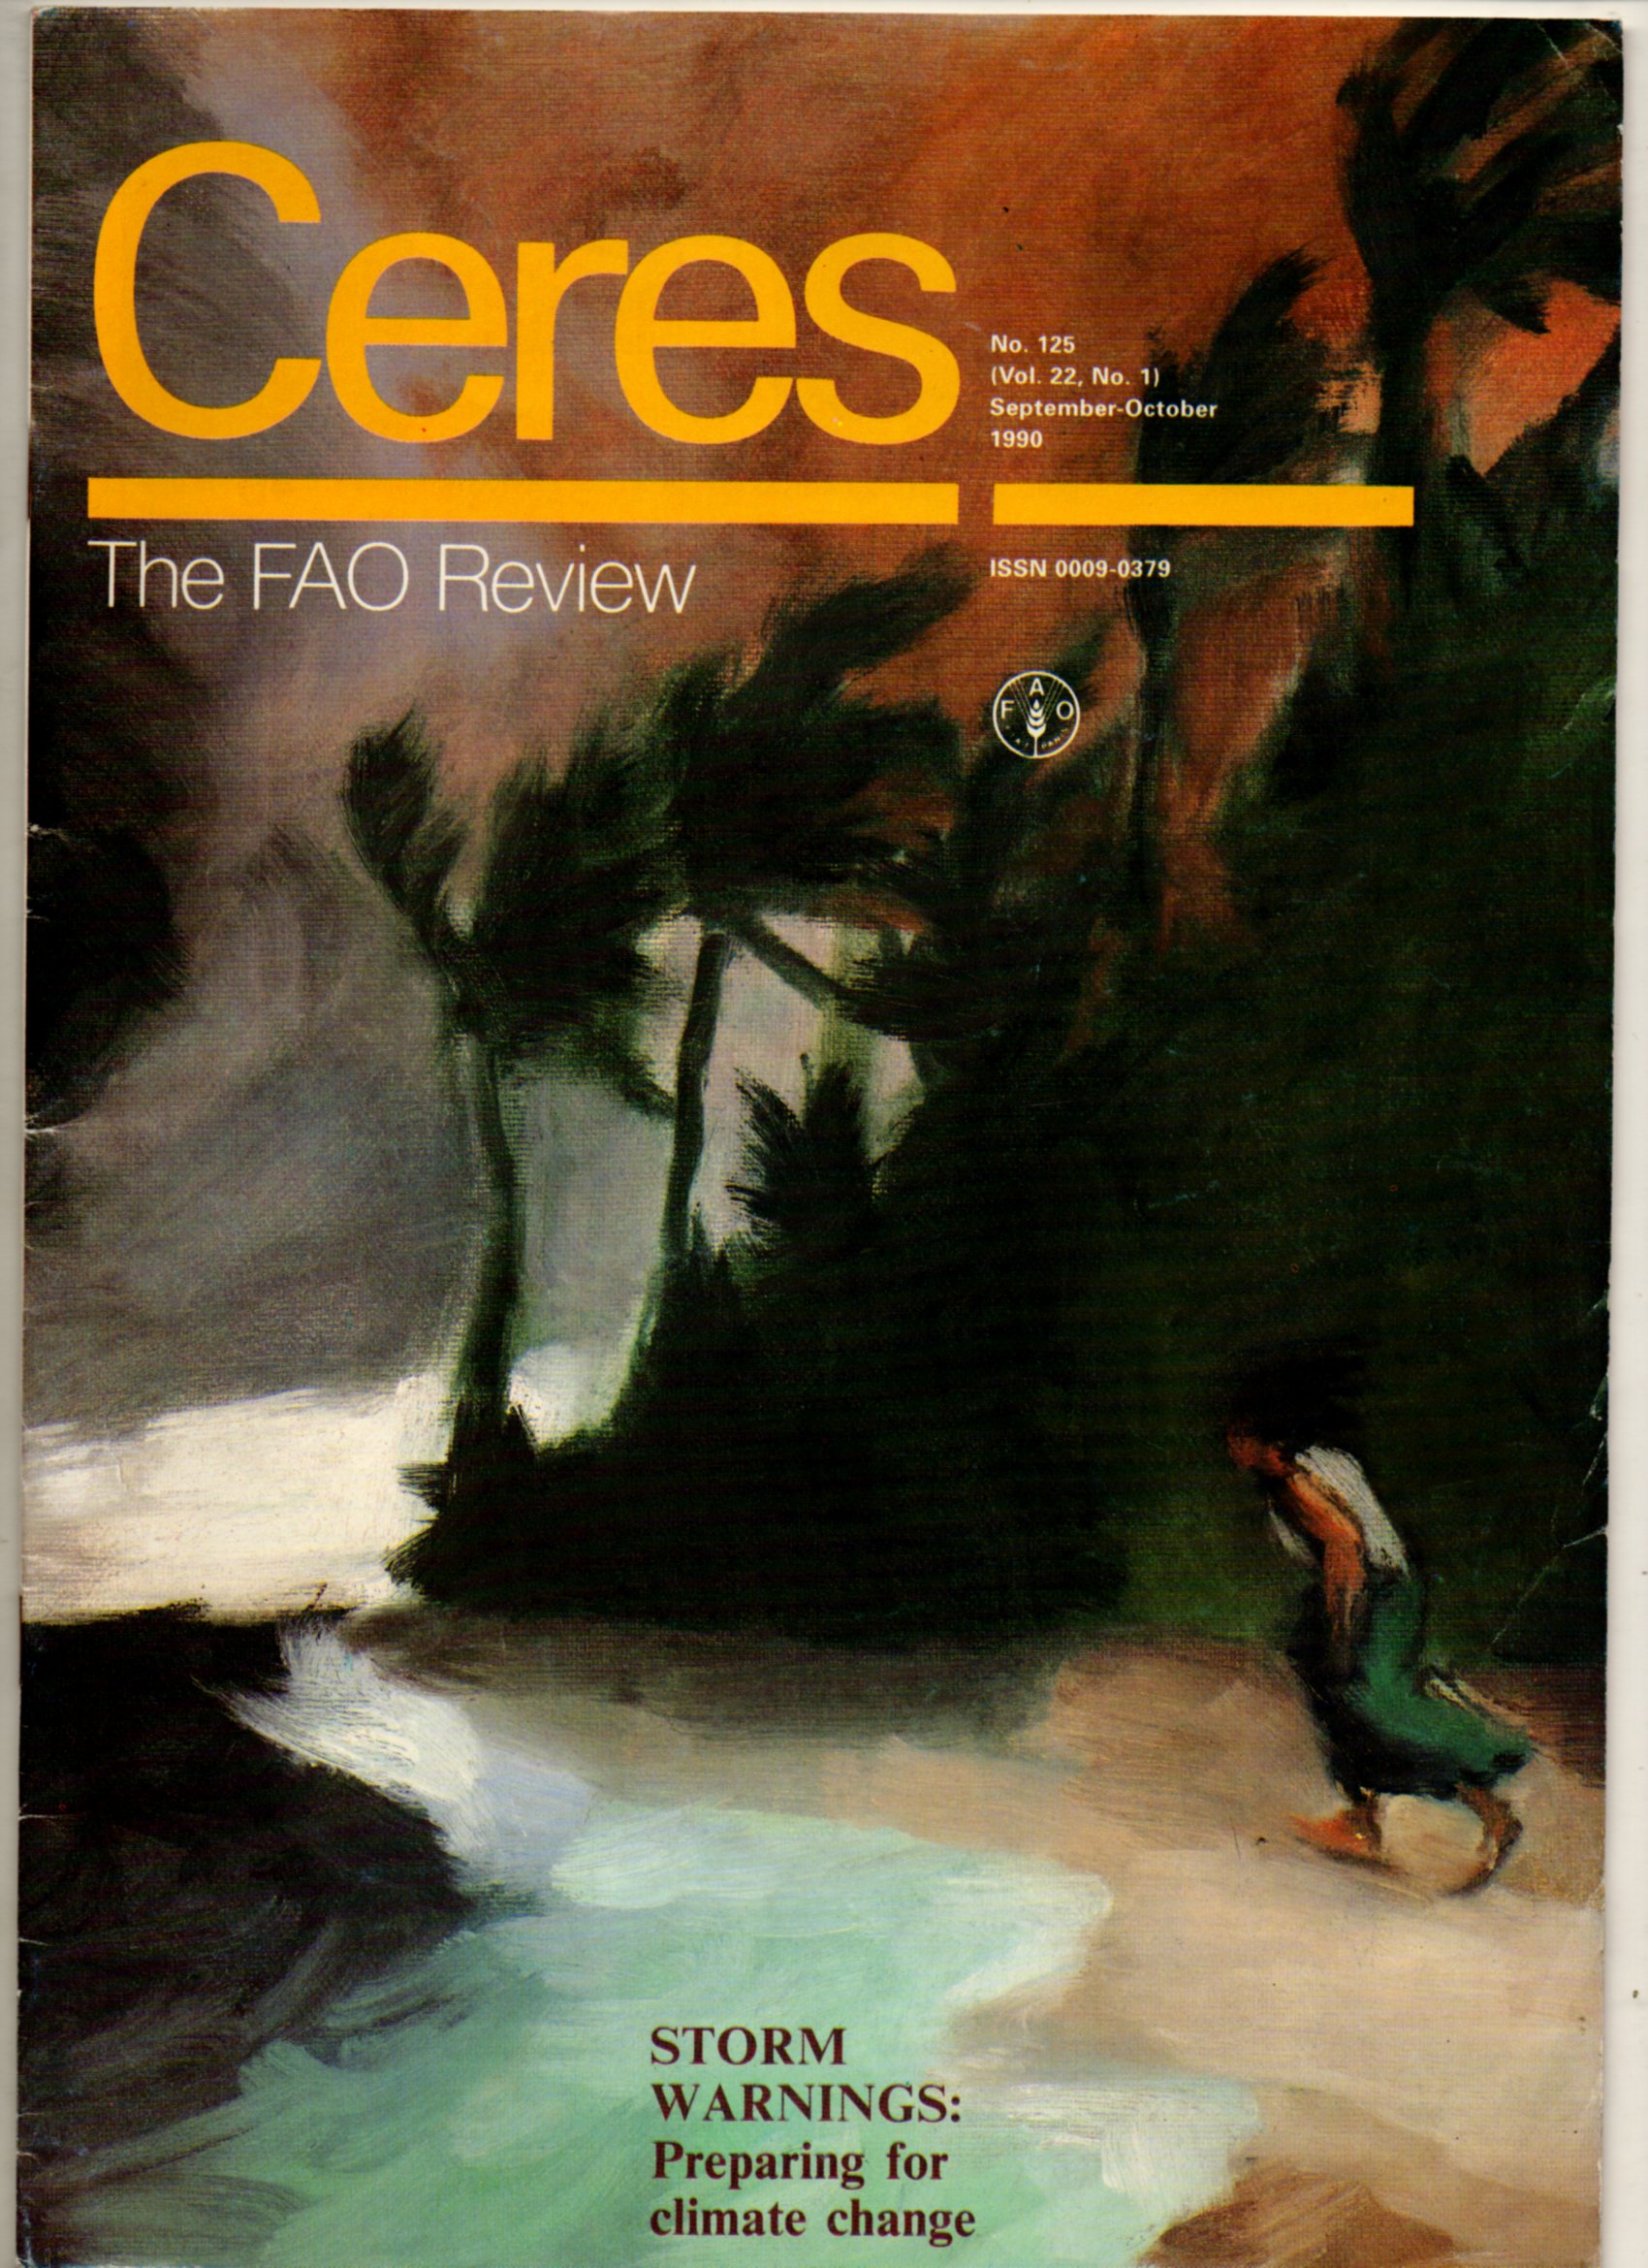 Ceres
No. 125
(Vol. 22, No. 1)
September-October
1990
The FAO Review
ISSN 0009-0379
F A O
PANIS
STORM
WARNINGS:
Preparing for
climate change